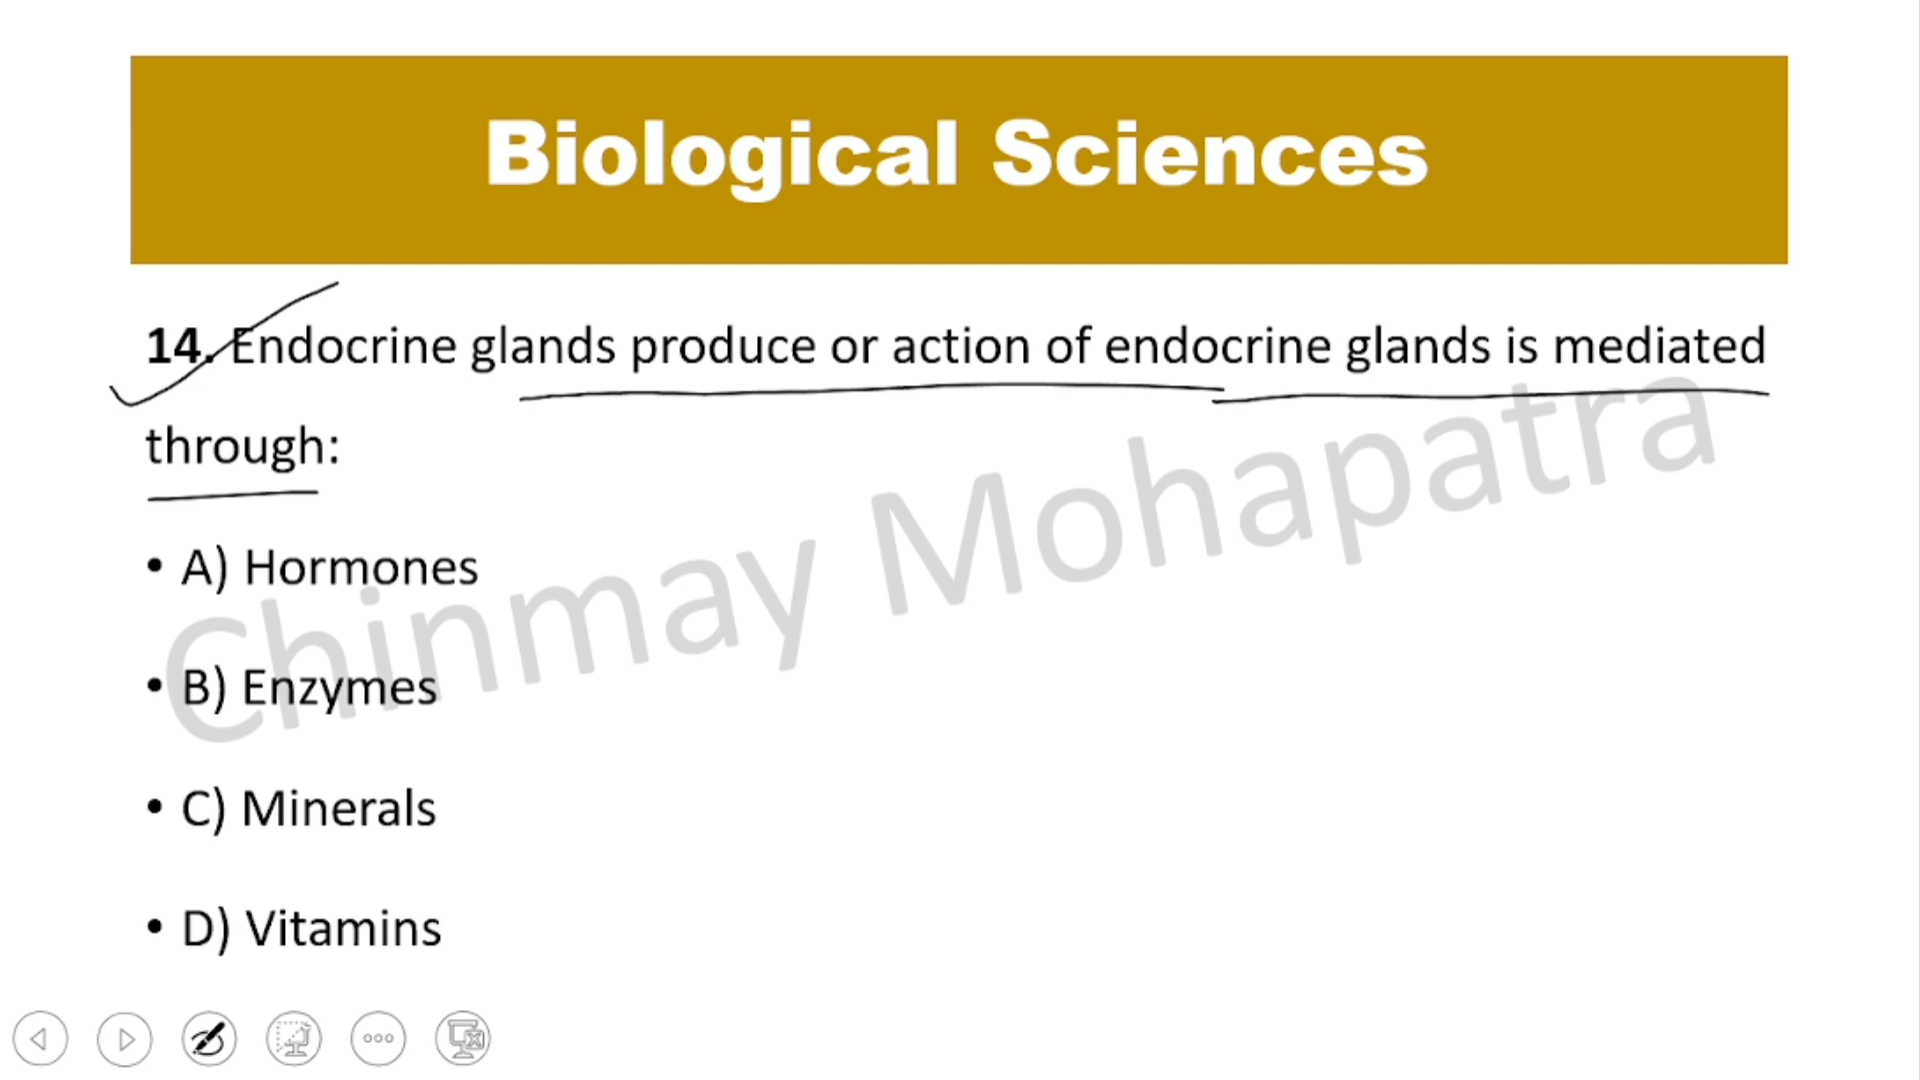 Biological Sciences
14. Endocrine glands produce or action of endocrine glands is mediated
through:
• A) Hormones
• B) Enzymes
• C) Minerals
• D) Vitamins
Chinmay Mohapatra